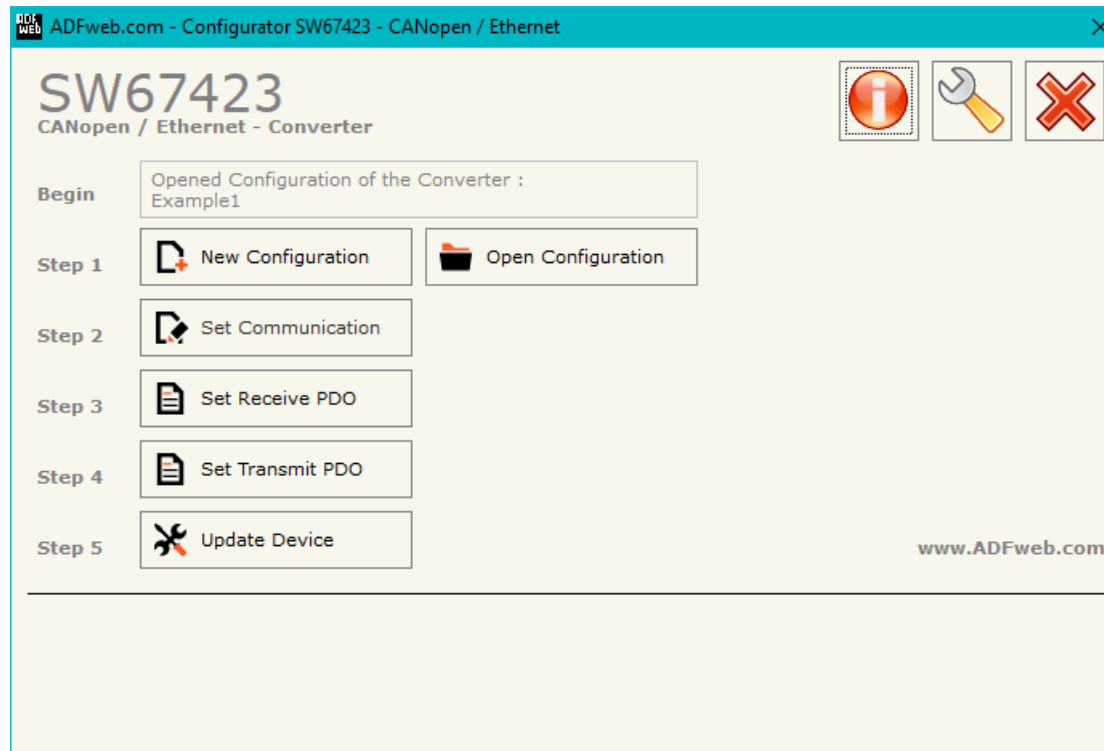 ADF
WEB
ADFweb.com - Configurator SW67423 - CANopen / Ethernet
SW67423
CANopen / Ethernet - Converter
Begin
Opened Configuration of the Converter :
Example1
Step 1
New Configuration
Open Configuration
Step 2
Set Communication
Step 3
Set Receive PDO
Step 4
Set Transmit PDO
Step 5
Update Device
www.ADFweb.com